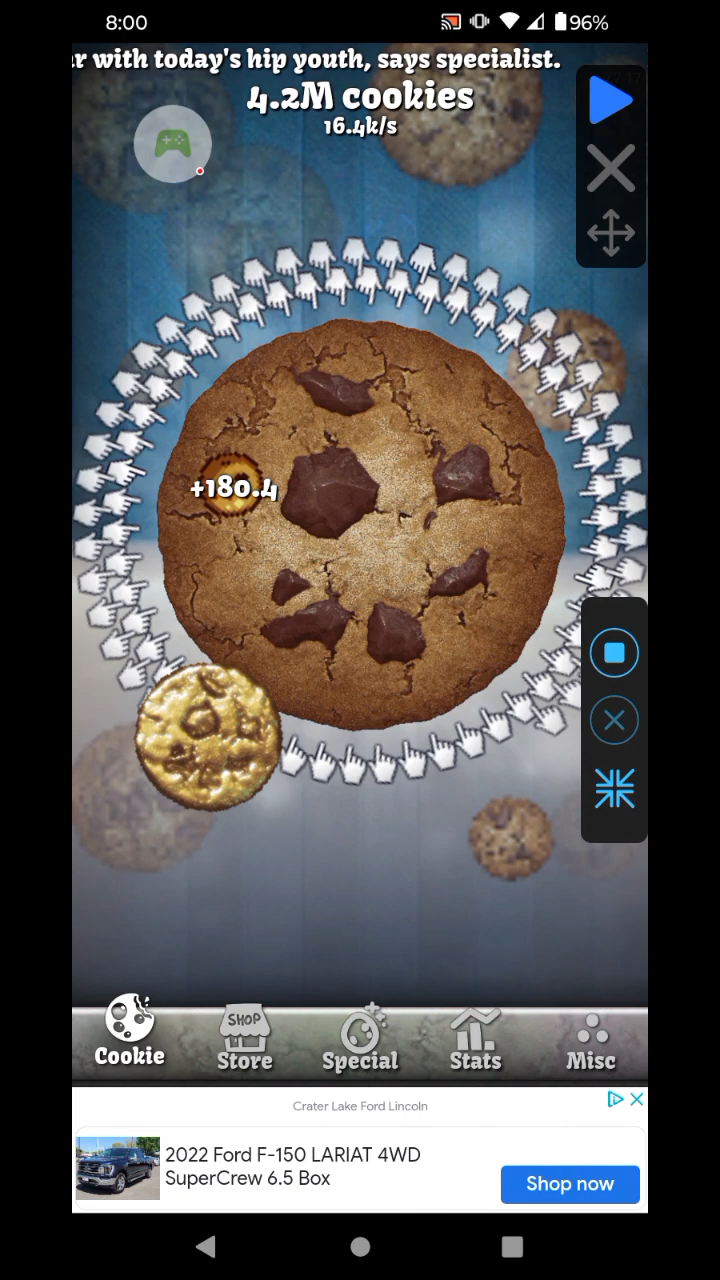 8:00
96%
r with today's hip youth, says specialist.
4.2M cookies
16.4k/s
+180.4
SHOP
Cookie
Store
Special
Stats
Misc
Crater Lake Ford Lincoln
2022 Ford F-150 LARIAT 4WD
SuperCrew 6.5 Box
Shop now